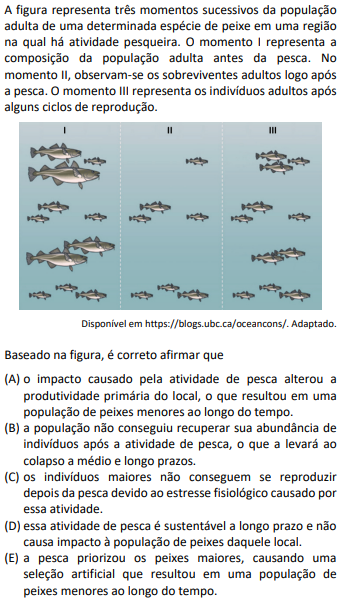 A figura representa três momentos sucessivos da população
adulta de uma determinada espécie de peixe em uma região
na qual há atividade pesqueira. O momento I representa a
composição da população adulta antes da pesca. No
momento II, observam-se os sobreviventes adultos logo após
a pesca. O momento III representa os indivíduos adultos após
alguns ciclos de reprodução.
I II III
Disponível em https://blogs.ubc.ca/oceancons/. Adaptado.
Baseado na figura, é correto afirmar que
(A) o impacto causado pela atividade de pesca alterou a
produtividade primária do local, o que resultou em uma
população de peixes menores ao longo do tempo.
(B) a população não conseguiu recuperar sua abundância de
indivíduos após a atividade de pesca, o que a levará ao
colapso a médio e longo prazos.
(C) os indivíduos maiores não conseguem se reproduzir
depois da pesca devido ao estresse fisiológico causado por
essa atividade.
(D) essa atividade de pesca é sustentável a longo prazo e não
causa impacto à população de peixes daquele local.
(E) a pesca priorizou os peixes maiores, causando uma
seleção artificial que resultou em uma população de
peixes menores ao longo do tempo.